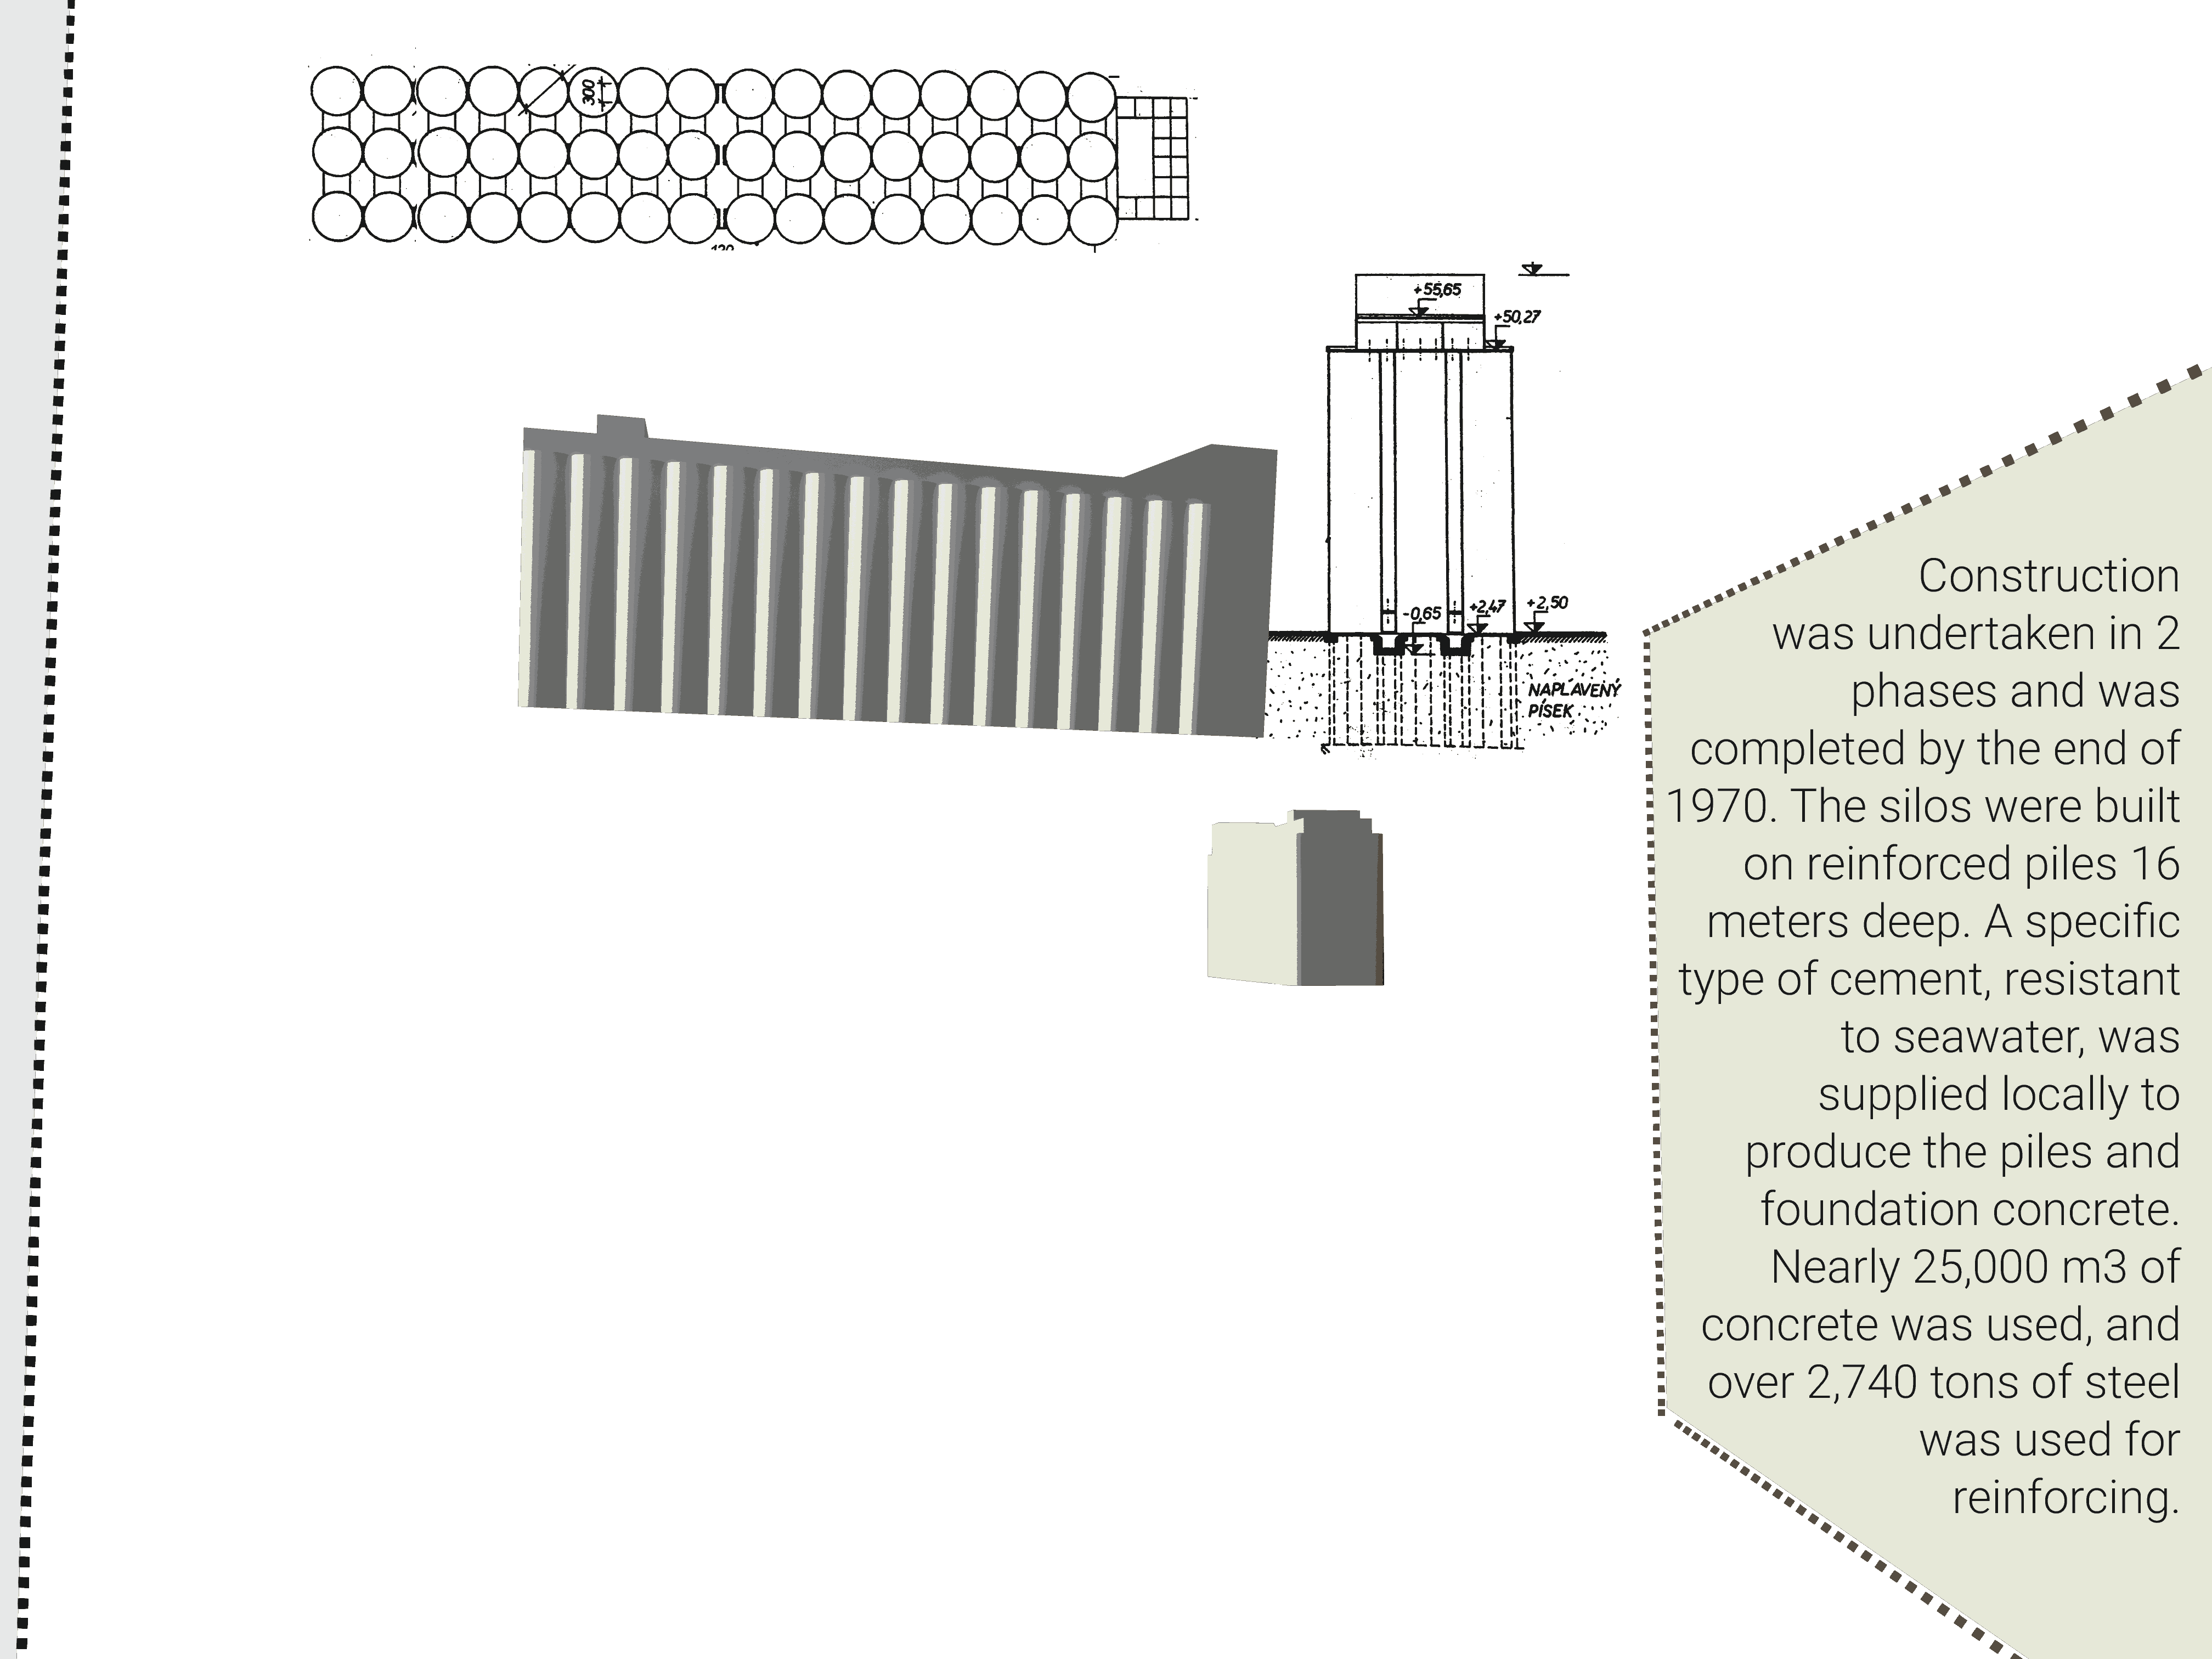 300
+55,65
+50,27
-0,65
+2,47
+2,50
NAPLAVENÝ
PÍSEK
Construction
was undertaken in 2
phases and was
completed by the end of
1970. The silos were built
on reinforced piles 16
meters deep. A specific
type of cement, resistant
to seawater, was
supplied locally to
produce the piles and
foundation concrete.
Nearly 25,000 m3 of
concrete was used, and
over 2,740 tons of steel
was used for
reinforcing.